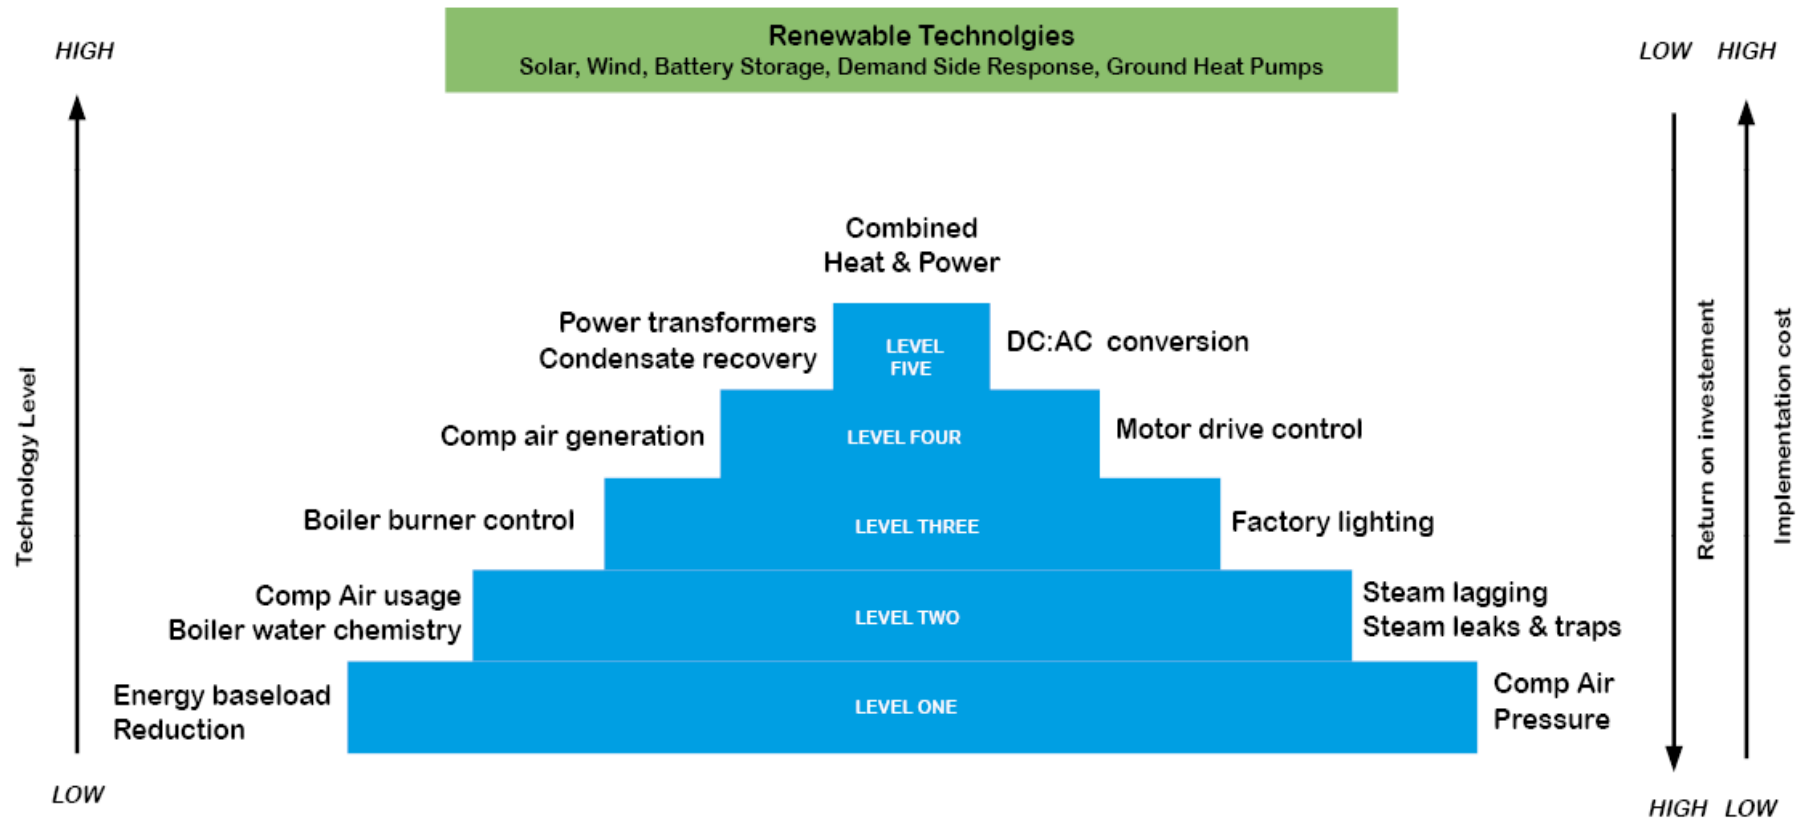 Renewable Technolgies
Solar, Wind, Battery Storage, Demand Side Response, Ground Heat Pumps
HIGH
LOW HIGH
Combined
Heat & Power
Power transformers
Condensate recovery
LEVEL
FIVE
DC:AC conversion
Comp air generation
LEVEL FOUR
Motor drive control
Boiler burner control
LEVEL THREE
Factory lighting
Comp Air usage
Boiler water chemistry
LEVEL TWO
Steam lagging
Steam leaks & traps
Energy baseload
Reduction
LEVEL ONE
Comp Air
Pressure
Technology Level
Return on investement
Implementation cost
LOW
HIGH LOW